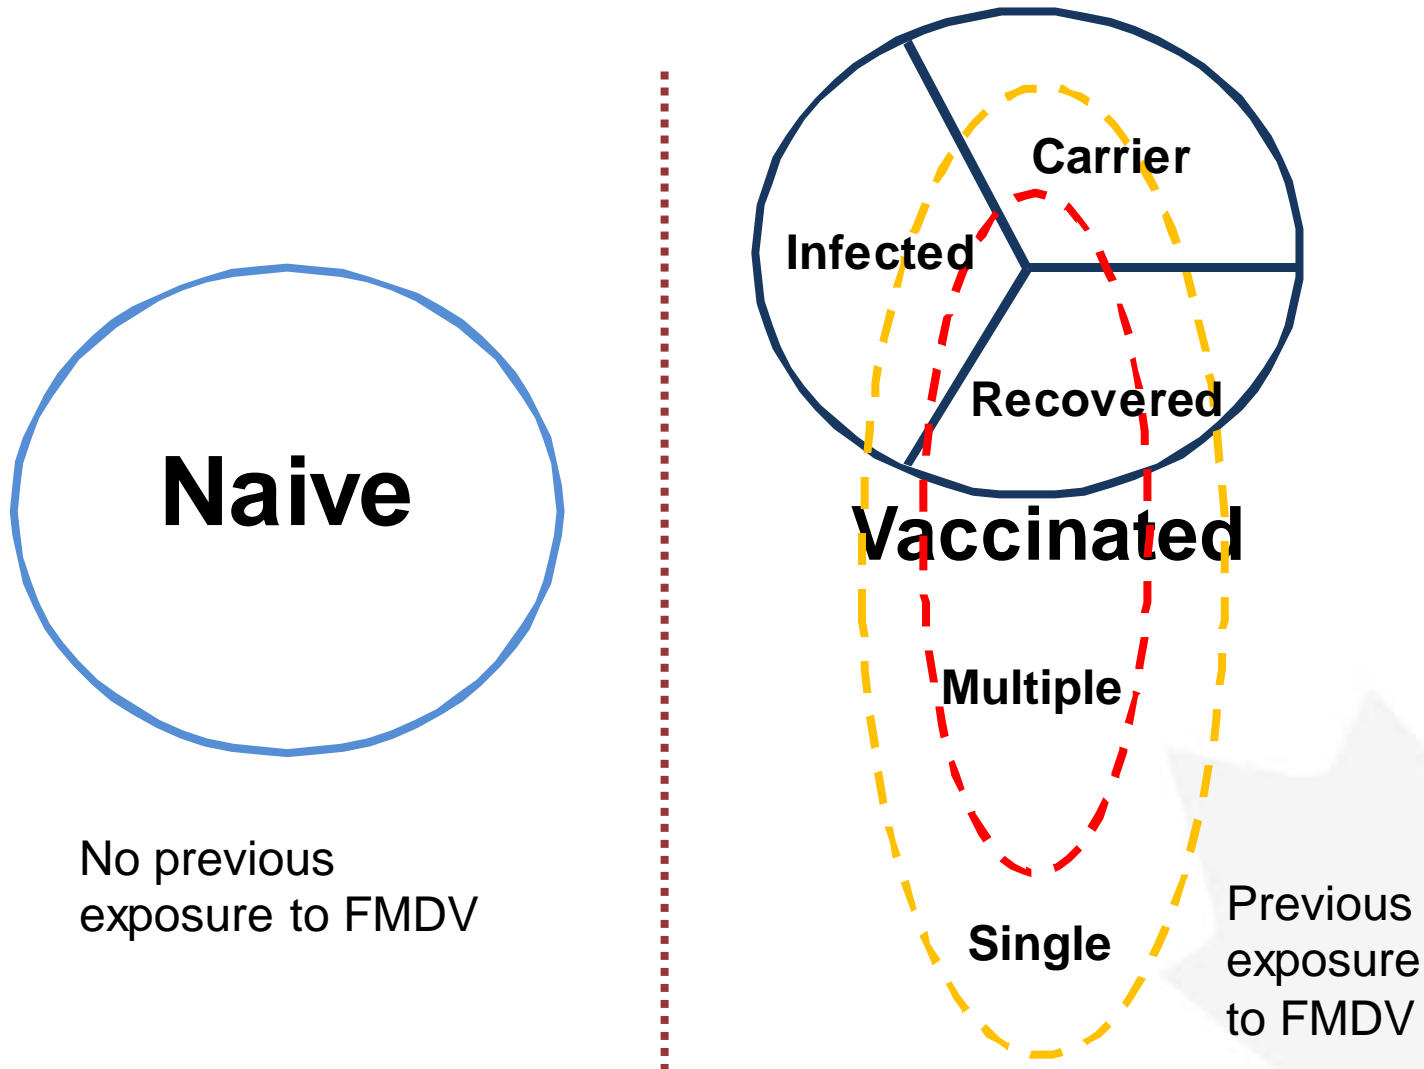 Naive
No previous
exposure to FMDV
Carrier
Infected
Recovered
Vaccinated
Multiple
Single
Previous
exposure
to FMDV